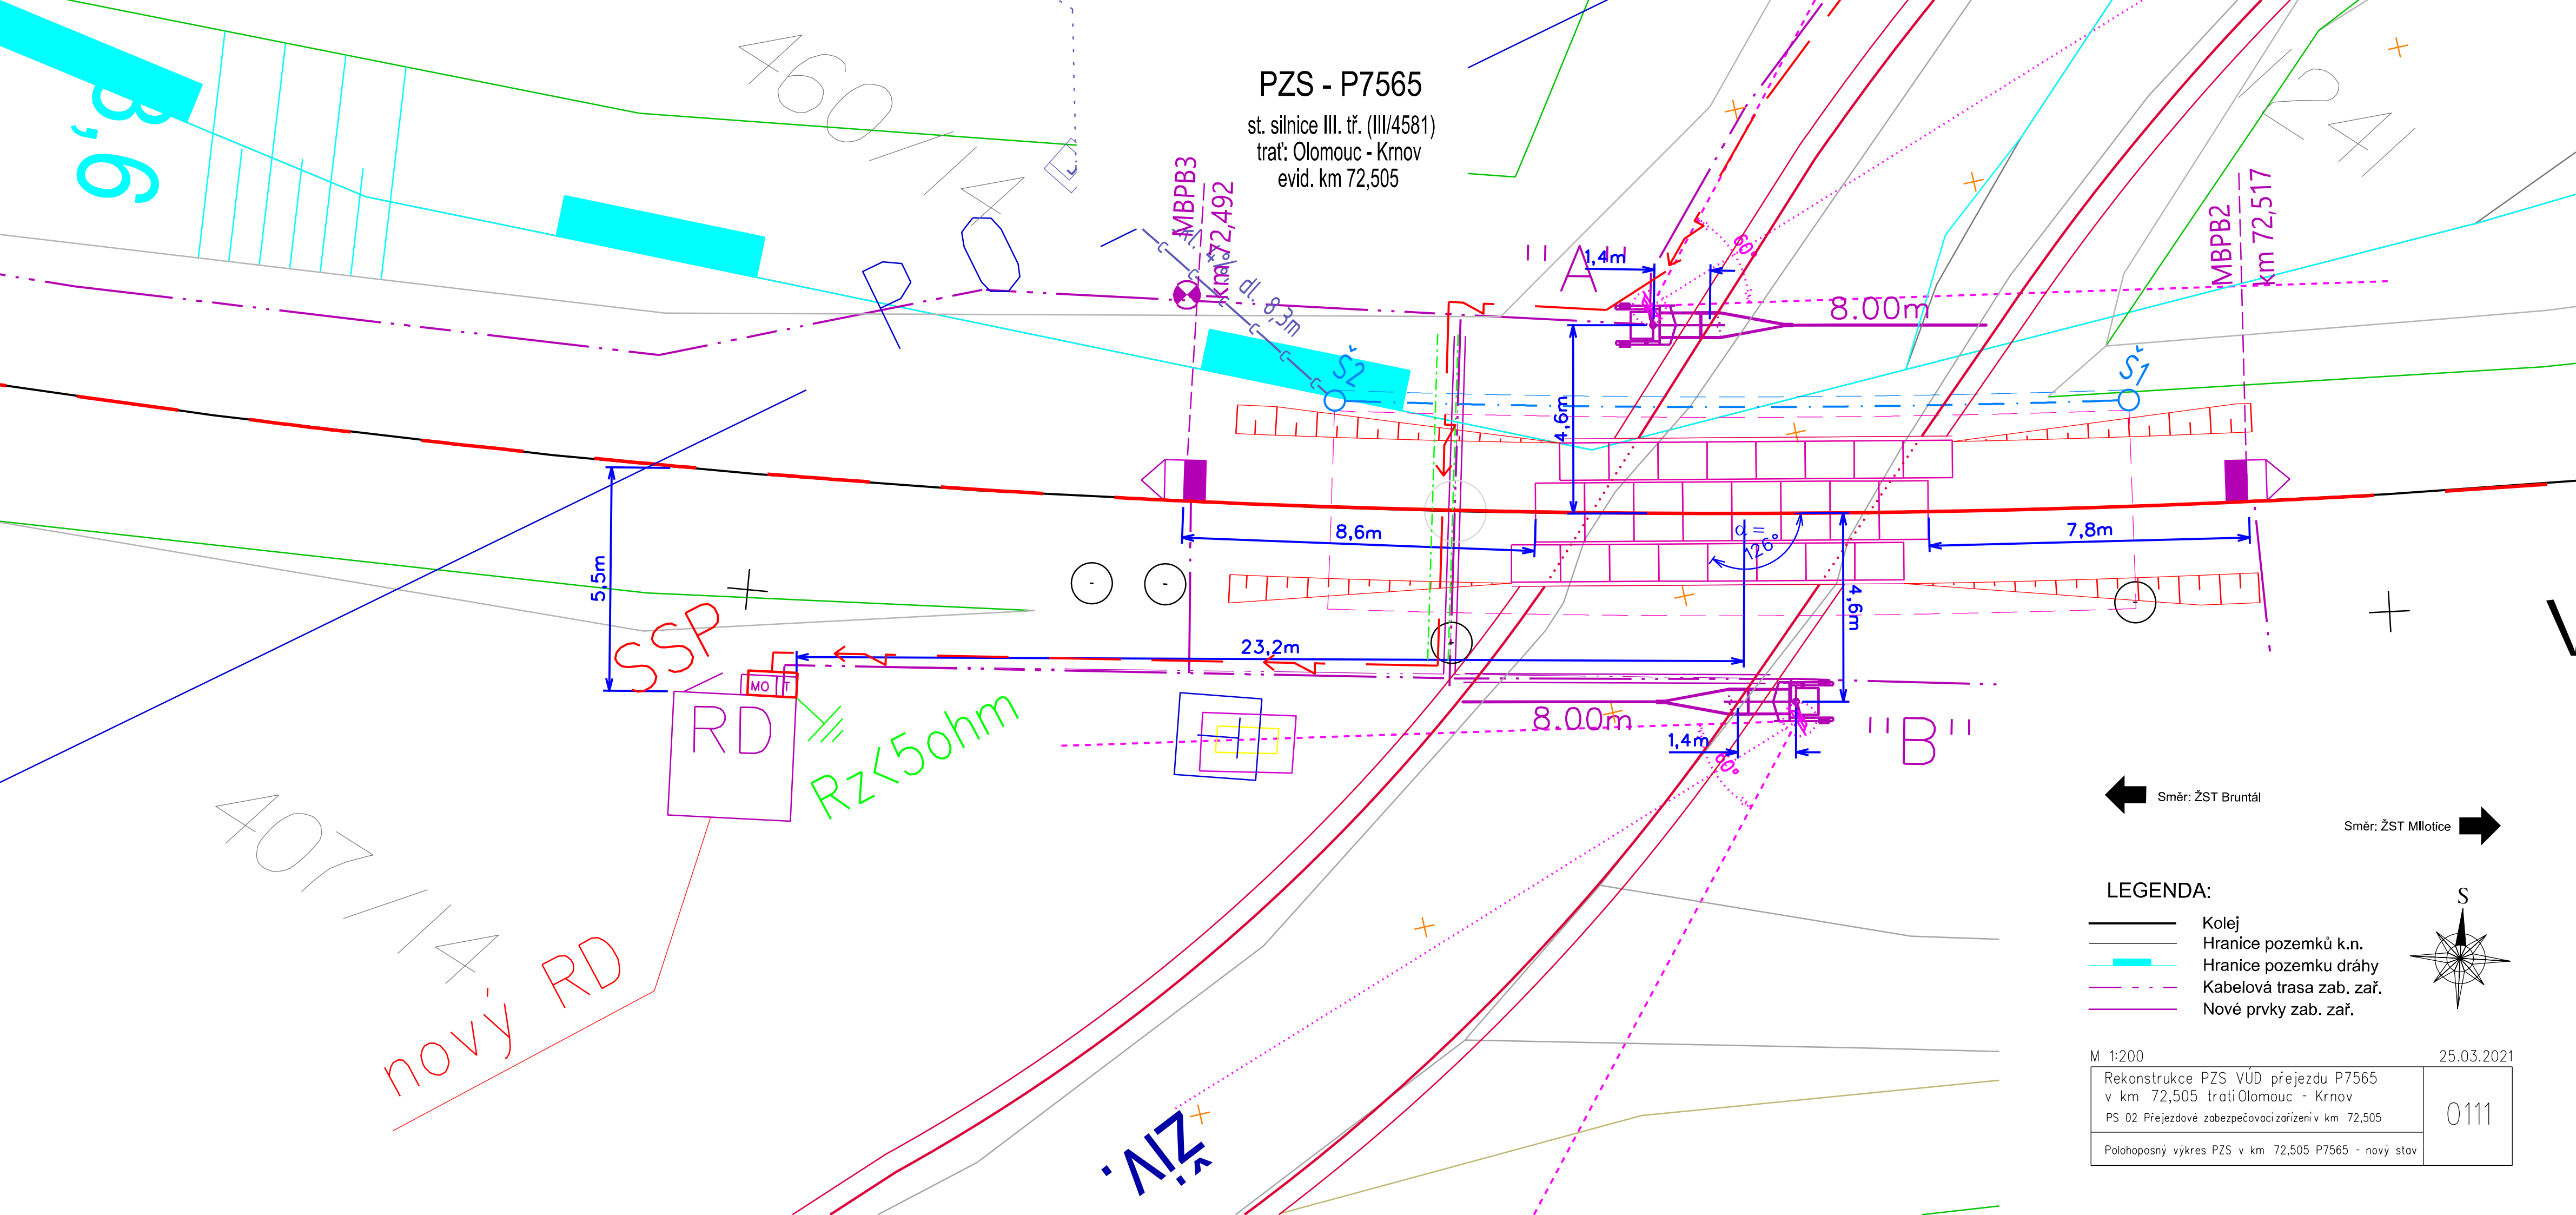 PZS - P7565
st. silnice III. tř. (III/4581)
trať: Olomouc - Krnov
evid. km 72,505
460/14
9,8
PO
MBPB3
km 72,492
dl. 8,3m
Š2
Š1
"A"
1,4m
60°
8.00m
4,6m
MBPB2
km 72,517
5,5m
8,6m
α =
126°
7,8m
4,6m
23,2m
SSP
MO
T
RD
Rz<5ohm
8.00m
1,4m
60°
"B"
407/14
nový RD
živ.
Směr: ŽST Bruntál
Směr: ŽST Milotice
LEGENDA:
Kolej
Hranice pozemků k.n.
Hranice pozemku dráhy
Kabelová trasa zab. zař.
Nové prvky zab. zař.
S
M 1:200
25.03.2021
Rekonstrukce PZS VÚD přejezdu P7565
v km 72,505 trati Olomouc - Krnov
PS 02 Přejezdové zabezpečovací zařízení v km 72,505
0111
Polohoposný výkres PZS v km 72,505 P7565 - nový stav